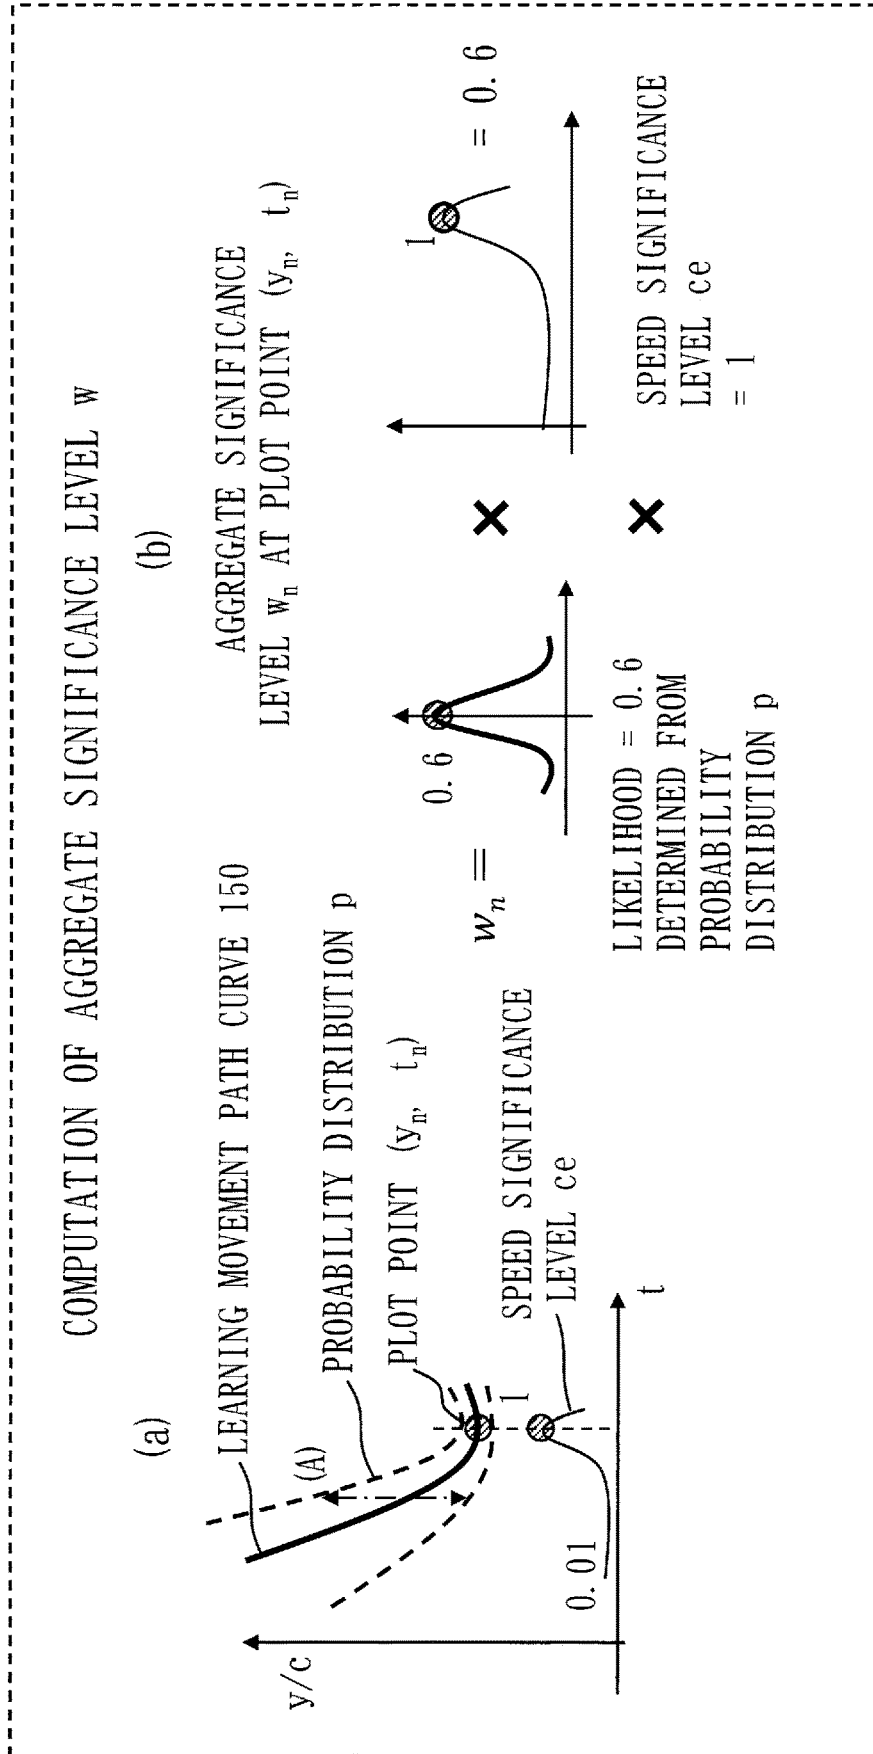 COMPUTATION OF AGGREGATE SIGNIFICANCE LEVEL w
(a)
LEARNING MOVEMENT PATH CURVE 150
PROBABILITY DISTRIBUTION p
PLOT POINT (yn, tn)
(A)
SPEED SIGNIFICANCE
LEVEL ce
1
0.01
y/c
t
(b)
AGGREGATE SIGNIFICANCE
LEVEL wn AT PLOT POINT (yn, tn)
wn =
0.6
×
1
= 0.6
LIKELIHOOD = 0.6
DETERMINED FROM
PROBABILITY
DISTRIBUTION p
×
SPEED SIGNIFICANCE
LEVEL ce
= 1